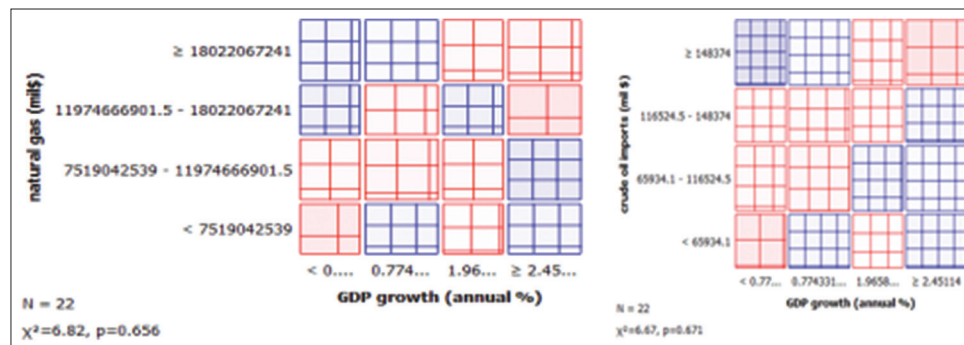 natural gas (mil$)
≥ 18022067241
11974666901.5 - 18022067241
7519042539 - 11974666901.5
< 7519042539
< 0.... 0.774... 1.96... ≥ 2.45...
GDP growth (annual %)
N = 22
χ²=6.82, p=0.656
crude oil imports (mil $)
≥ 148374
116524.5 - 148374
65934.1 - 116524.5
< 65934.1
< 0.77... 0.774331... 1.9658... ≥ 2.45114
GDP growth (annual %)
N = 22
χ²=6.67, p=0.671